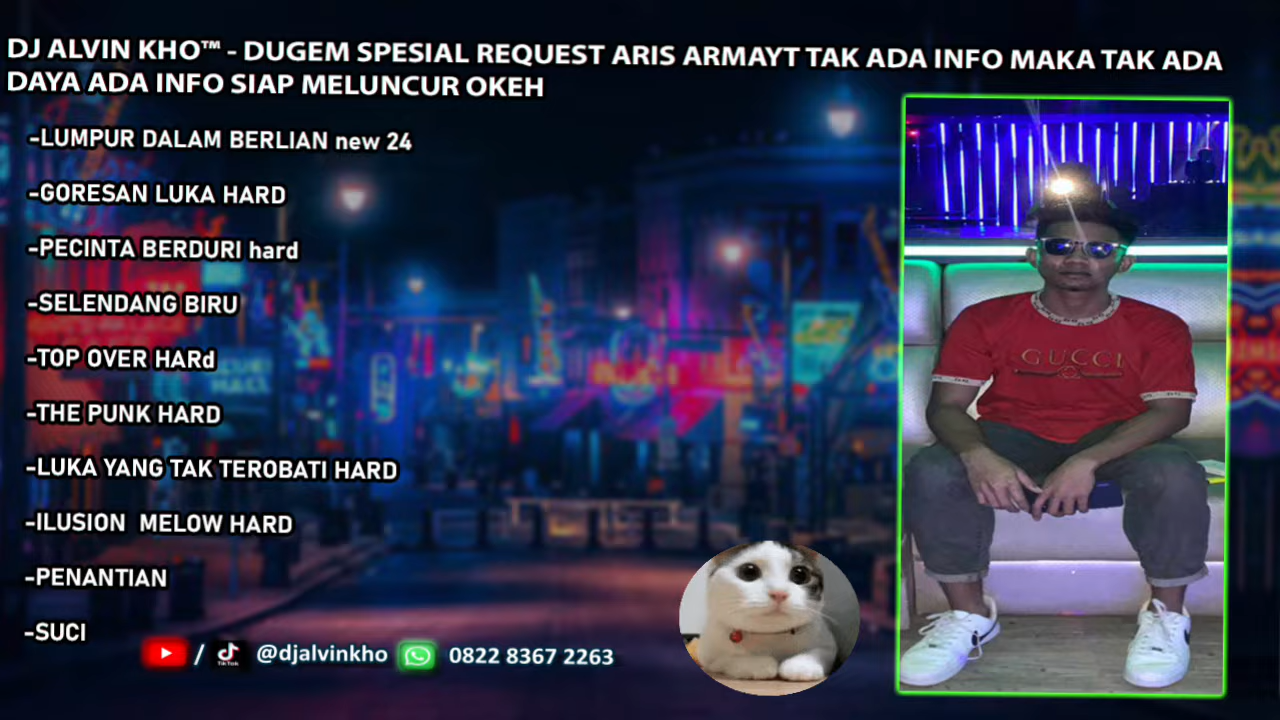 DJ ALVIN KHO™ - DUGEM SPESIAL REQUEST ARIS ARMAYT TAK ADA INFO MAKA TAK ADA
DAYA ADA INFO SIAP MELUNCUR OKEH
-LUMPUR DALAM BERLIAN new 24
-GORESAN LUKA HARD
-PECINTA BERDURI hard
-SELENDANG BIRU
-TOP OVER HARd
-THE PUNK HARD
-LUKA YANG TAK TEROBATI HARD
-ILUSION MELOW HARD
-PENANTIAN
-SUCI
/ TikTok @djalvinkho 0822 8367 2263
GUCCI